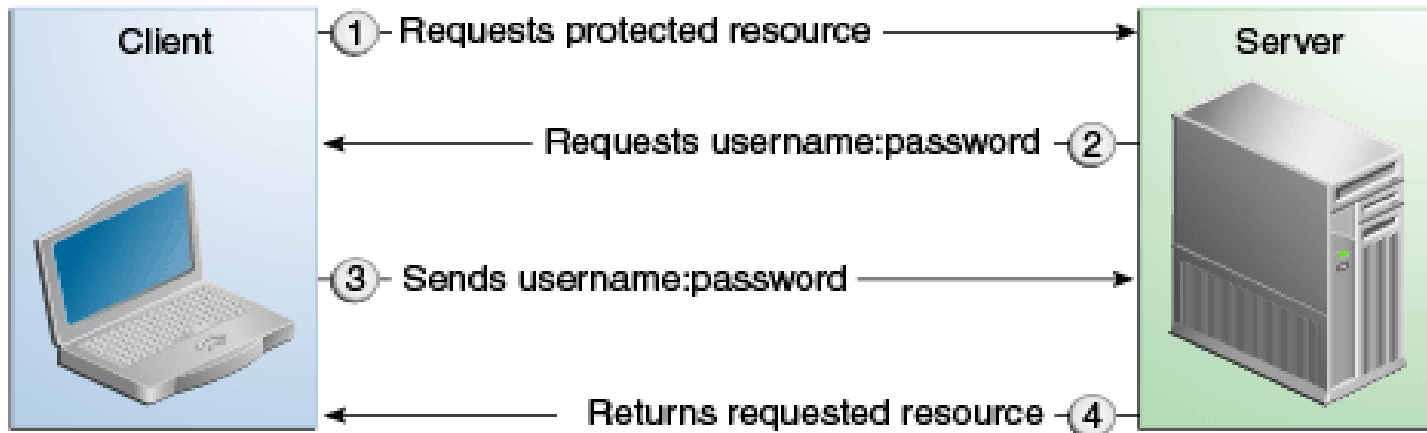 Client
1 Requests protected resource
Server
Requests username:password 2
3 Sends username:password
Returns requested resource 4